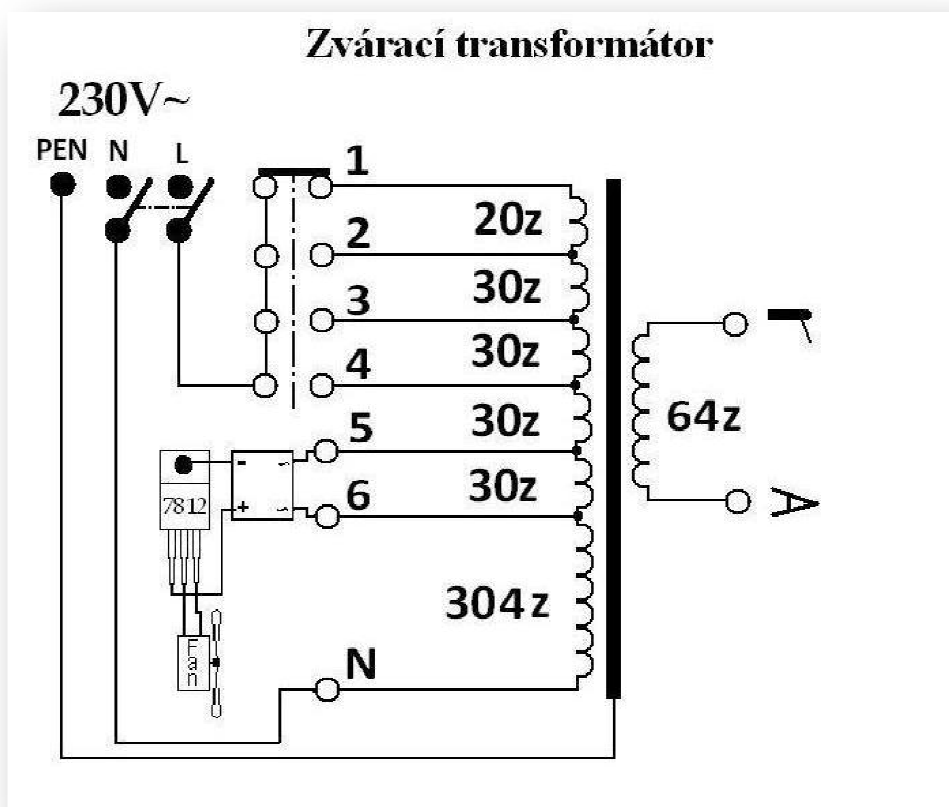 Zvárací transformátor
230V~
PEN N L
1
20z
2
30z
3
30z
4
30z
5
30z
6
64z
- ~
7812
+ ~
304z
Fan
N